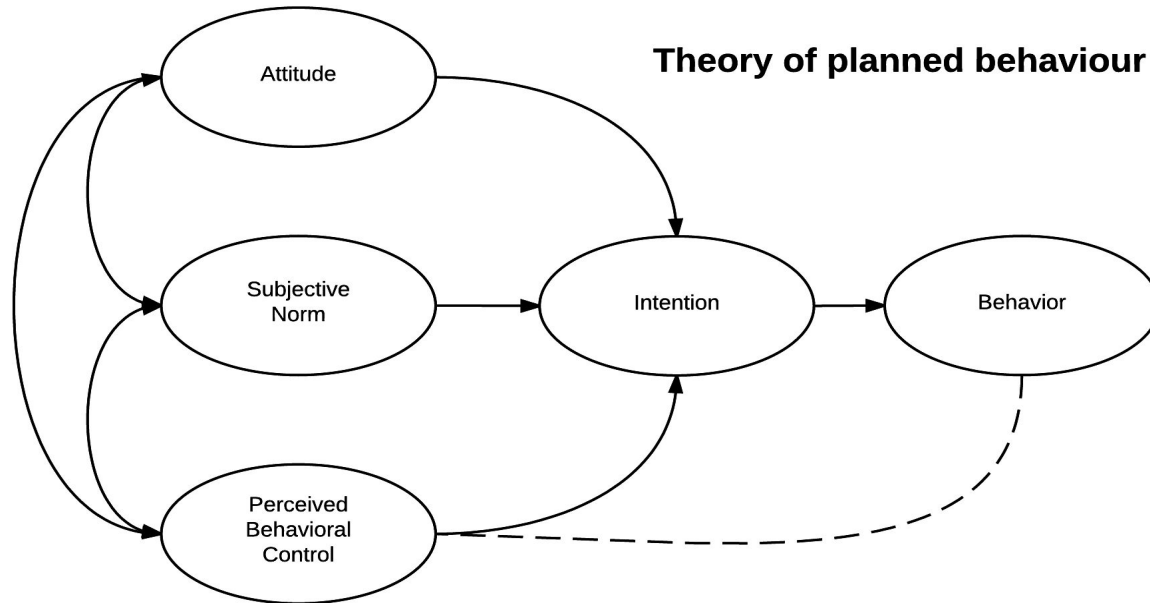 Theory of planned behaviour
Attitude
Subjective
Norm
Intention
Behavior
Perceived
Behavioral
Control